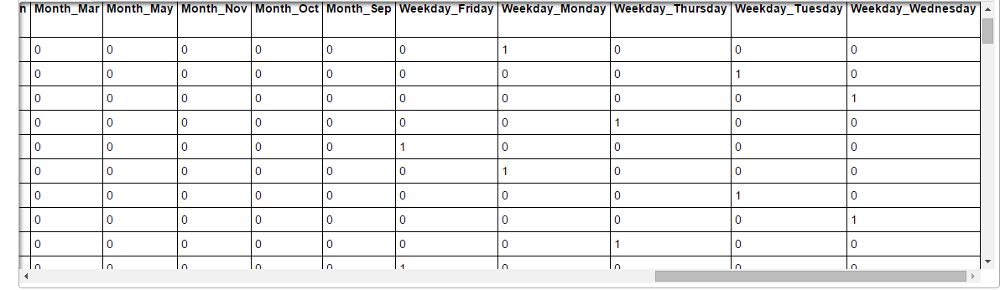 n Month_Mar Month_May Month_Nov Month_Oct Month_Sep Weekday_Friday Weekday_Monday Weekday_Thursday Weekday_Tuesday Weekday_Wednesday
0 0 0 0 0 0 1 0 0 0
0 0 0 0 0 0 0 0 1 0
0 0 0 0 0 0 0 0 0 1
0 0 0 0 0 0 0 1 0 0
0 0 0 0 0 1 0 0 0 0
0 0 0 0 0 0 1 0 0 0
0 0 0 0 0 0 0 0 1 0
0 0 0 0 0 0 0 0 0 1
0 0 0 0 0 0 0 1 0 0
0 0 0 0 0 1 0 0 0 0